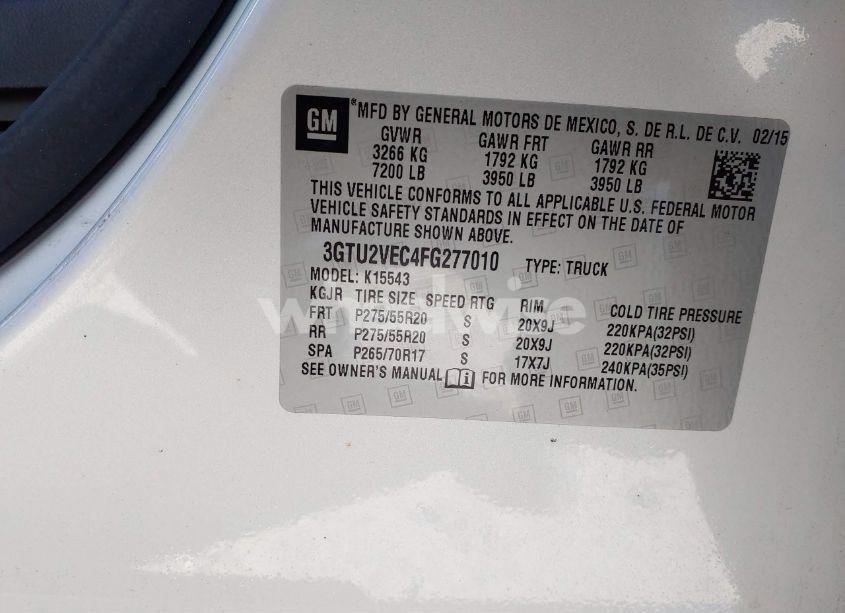 GM ®MFD BY GENERAL MOTORS DE MEXICO, S. DE R.L. DE C.V. 02/15
GVWR GAWR FRT GAWR RR
3266 KG 1792 KG 1792 KG
7200 LB 3950 LB 3950 LB
THIS VEHICLE CONFORMS TO ALL APPLICABLE U.S. FEDERAL MOTOR
VEHICLE SAFETY STANDARDS IN EFFECT ON THE DATE OF
MANUFACTURE SHOWN ABOVE.
3GTU2VEC4FG277010 TYPE: TRUCK
MODEL: K15543
KGJR TIRE SIZE SPEED RTG RIM COLD TIRE PRESSURE
FRT P275/55R20 S 20X9J 220KPA(32PSI)
RR P275/55R20 S 20X9J 220KPA(32PSI)
SPA P265/70R17 S 17X7J 240KPA(35PSI)
SEE OWNER'S MANUAL FOR MORE INFORMATION.